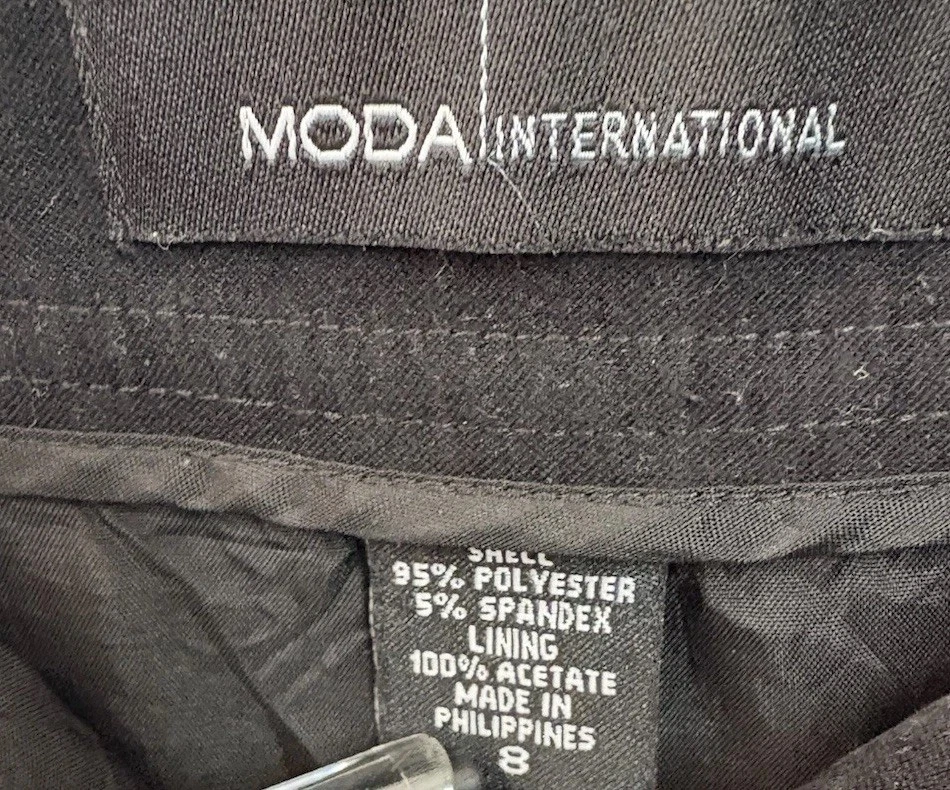 MODA INTERNATIONAL
SHELL
95% POLYESTER
5% SPANDEX
LINING
100% ACETATE
MADE IN
PHILIPPINES
8